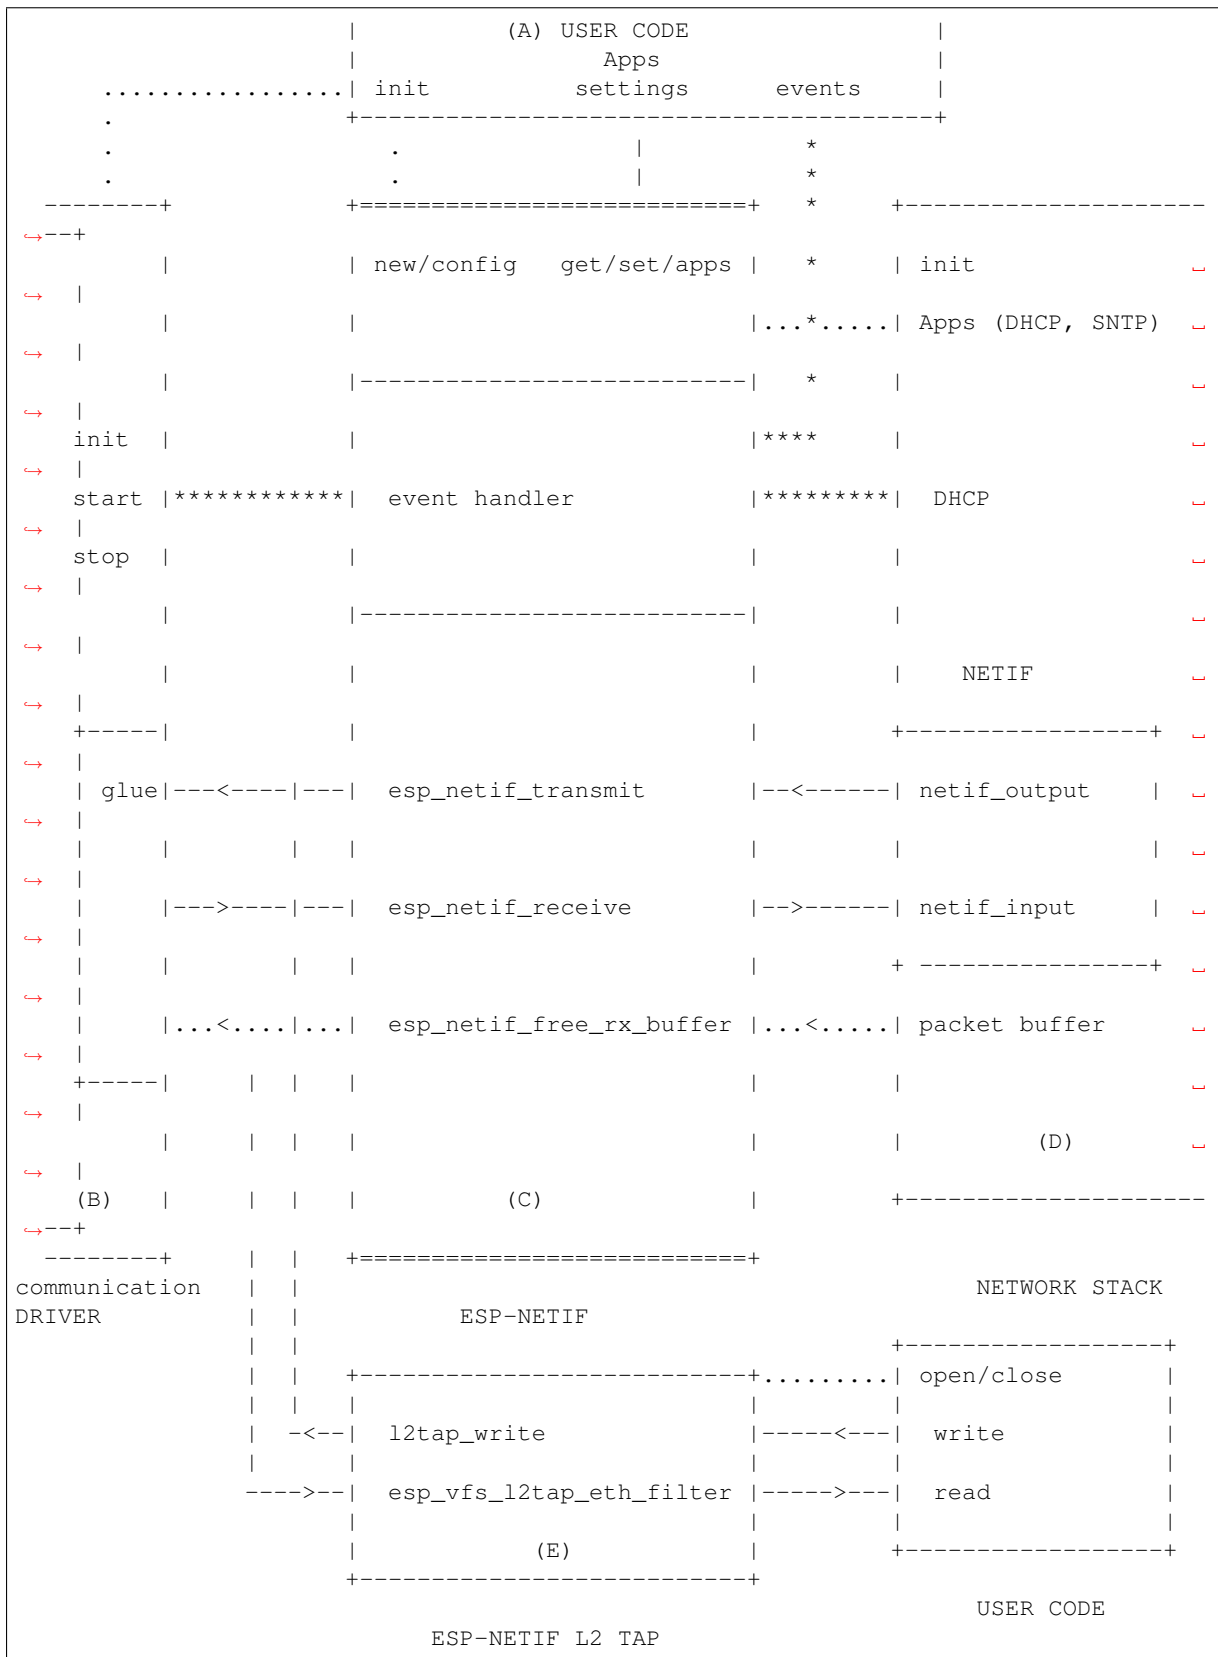 |          (A) USER CODE                 |
                       |                 Apps                   |
      .................| init          settings      events     |
      .                +----------------------------------------+
      .                   .                |           *
      .                   .                |           *
  --------+            +===========================+   *     +---------------------
↪--+
          |            | new/config   get/set/apps |   *     | init               ␣
↪  |
          |            |                           |...*.....| Apps (DHCP, SNTP)  ␣
↪  |
          |            |---------------------------|   *     |                    ␣
↪  |
    init  |            |                           |****     |                    ␣
↪  |
    start |************|  event handler            |*********|  DHCP              ␣
↪  |
    stop  |            |                           |         |                    ␣
↪  |
          |            |---------------------------|         |                    ␣
↪  |
          |            |                           |         |    NETIF           ␣
↪  |
    +-----|            |                           |         +-----------------+  ␣
↪  |
    | glue|---<----|---|  esp_netif_transmit       |--<------| netif_output    |  ␣
↪  |
    |     |        |   |                           |         |                 |  ␣
↪  |
    |     |--->----|---|  esp_netif_receive        |-->------| netif_input     |  ␣
↪  |
    |     |        |   |                           |         + ----------------+  ␣
↪  |
    |     |...<....|...|  esp_netif_free_rx_buffer |...<.....| packet buffer      ␣
↪  |
    +-----|     |  |   |                           |         |                    ␣
↪  |
          |     |  |   |                           |         |         (D)        ␣
↪  |
    (B)   |     |  |   |          (C)              |         +---------------------
↪--+
  --------+     |  |   +===========================+
communication   |  |                                               NETWORK STACK
DRIVER          |  |           ESP-NETIF
                |  |                                         +------------------+
                |  |   +---------------------------+.........| open/close       |
                |  |   |                           |         |                  |
                |  -<--|  l2tap_write              |-----<---|  write           |
                |      |                           |         |                  |
                ---->--|  esp_vfs_l2tap_eth_filter |----->---|  read            |
                       |                           |         |                  |
                       |            (E)            |         +------------------+
                       +---------------------------+
                                                                  USER CODE
                            ESP-NETIF L2 TAP